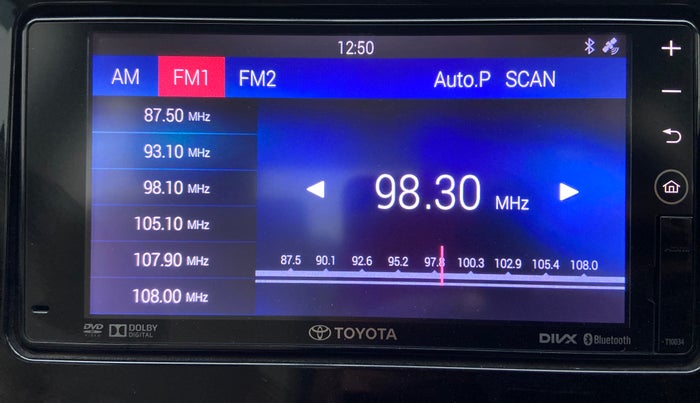 12:50
AM FM1 FM2 Auto.P SCAN
87.50 MHz
93.10 MHz
98.10 MHz
105.10 MHz
107.90 MHz
108.00 MHz
98.30 MHz
87.5 90.1 92.6 95.2 97.8 100.3 102.9 105.4 108.0
DVD VIDEO DOLBY DIGITAL TOYOTA DIVX Bluetooth T10034